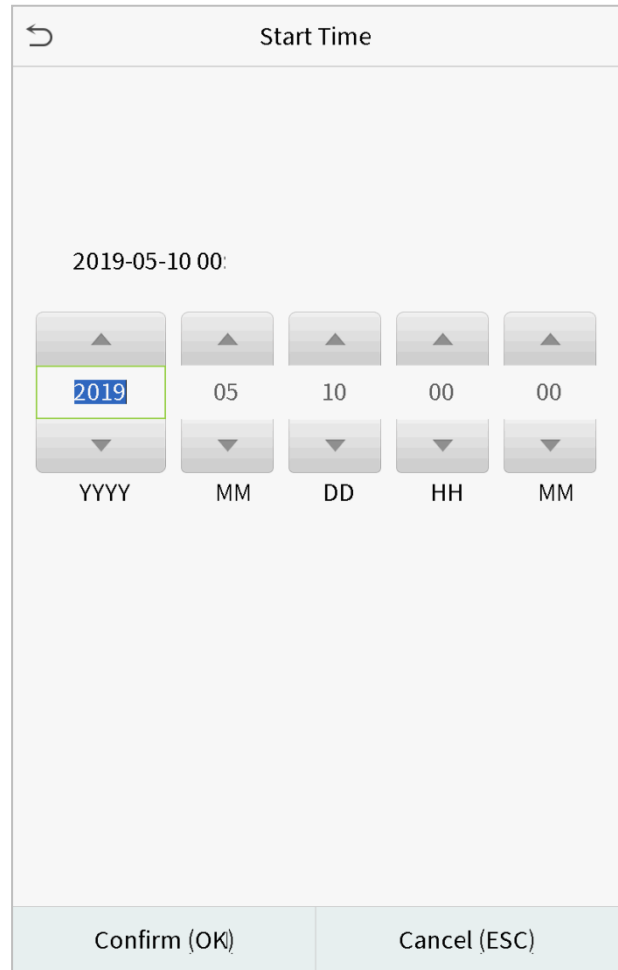 Start Time
2019-05-10 00:
2019 05 10 00 00
YYYY MM DD HH MM
Confirm (OK) Cancel (ESC)